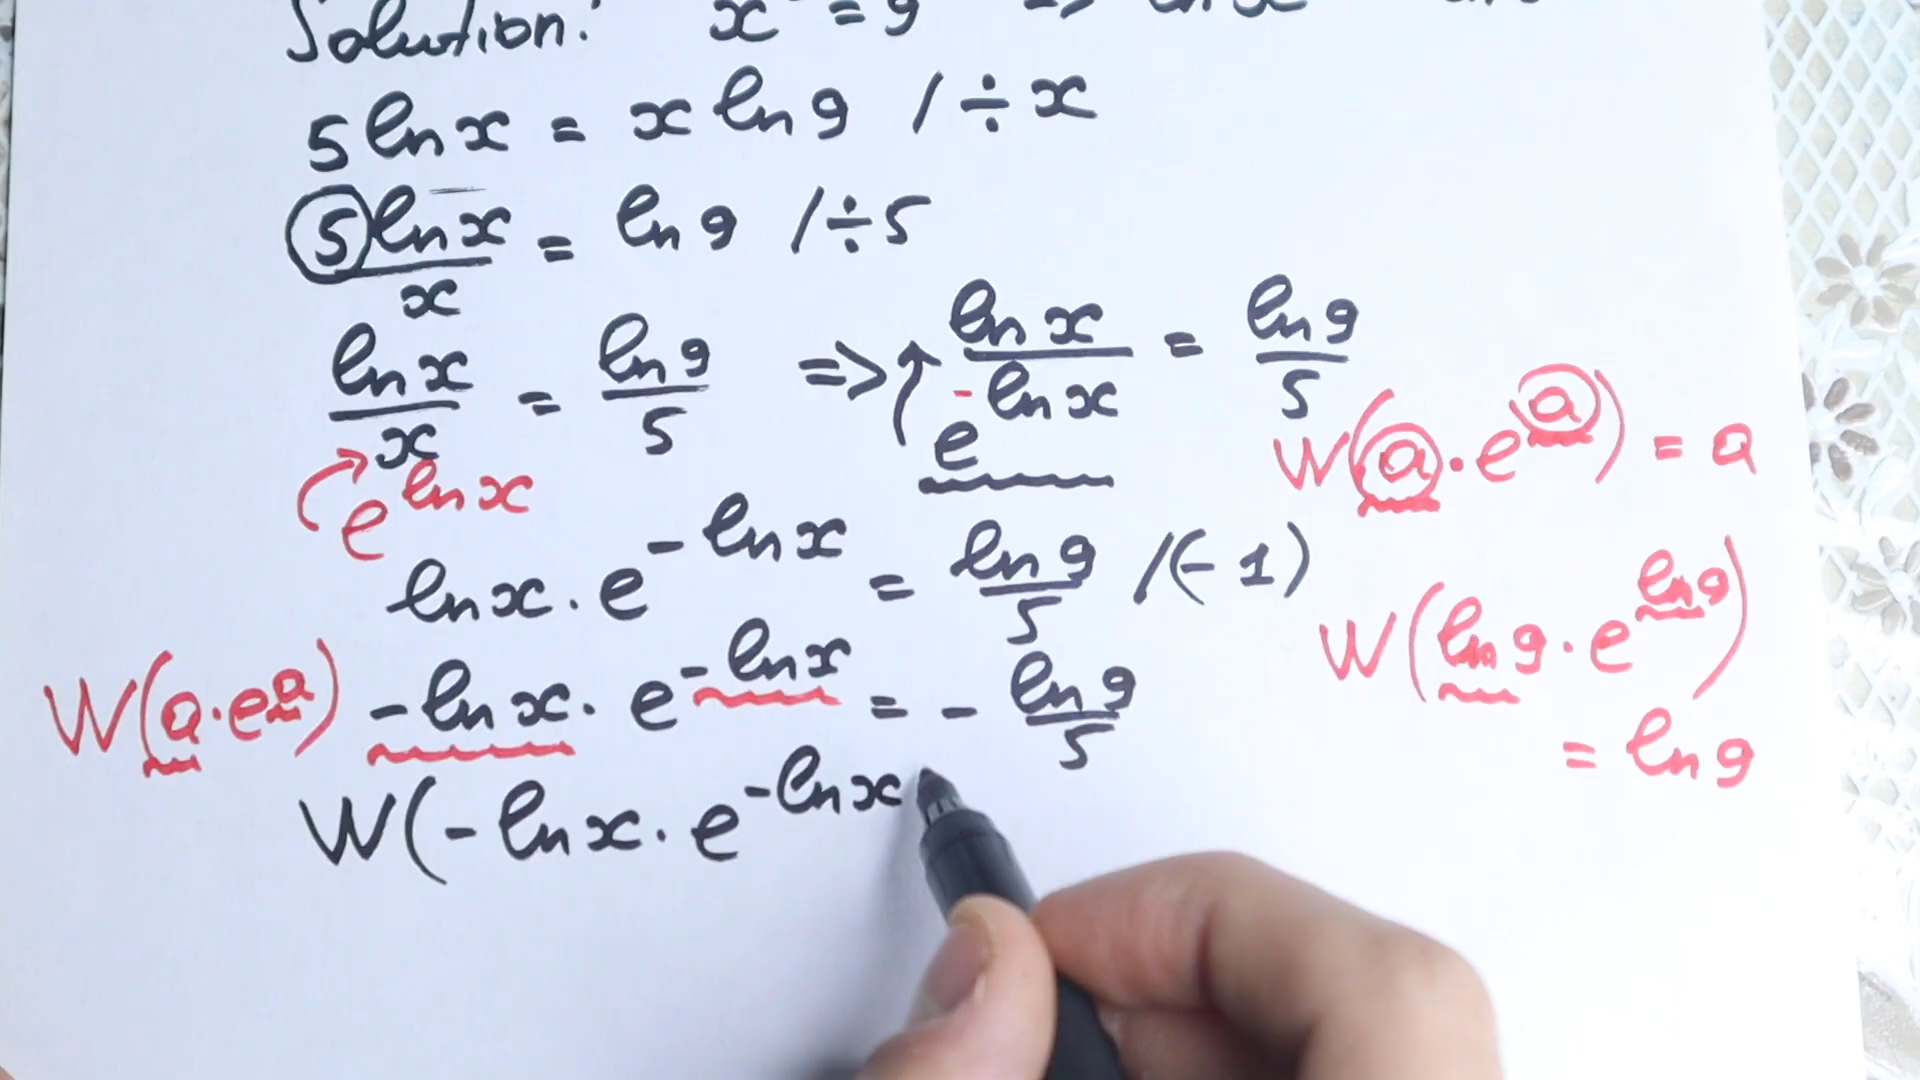 Solution: x = 9 => ln x
5 ln x = x ln 9 / ÷ x
5 ln x / x = ln 9 / ÷ 5
ln x / x = ln 9 / 5 => ln x / e^-ln x = ln 9 / 5
e^ln x
W(a·e^a) = a
ln x · e^-ln x = ln 9 / 5 /(-1)
W(ln 9 · e^ln 9)
= ln 9
W(a·e^a) -ln x · e^-ln x = - ln 9 / 5
W(-ln x · e^-ln x